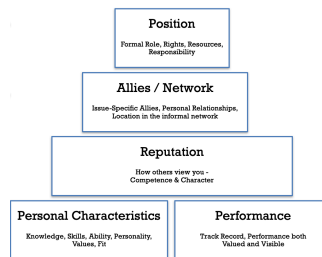 Position
Formal Role, Rights, Resources,
Responsibility
Allies / Network
Issue-Specific Allies, Personal Relationships,
Location in the informal network
Reputation
How others view you -
Competence & Character
Personal Characteristics
Knowledge, Skills, Ability, Personality,
Values, Fit
Performance
Track Record, Performance both
Valued and Visible